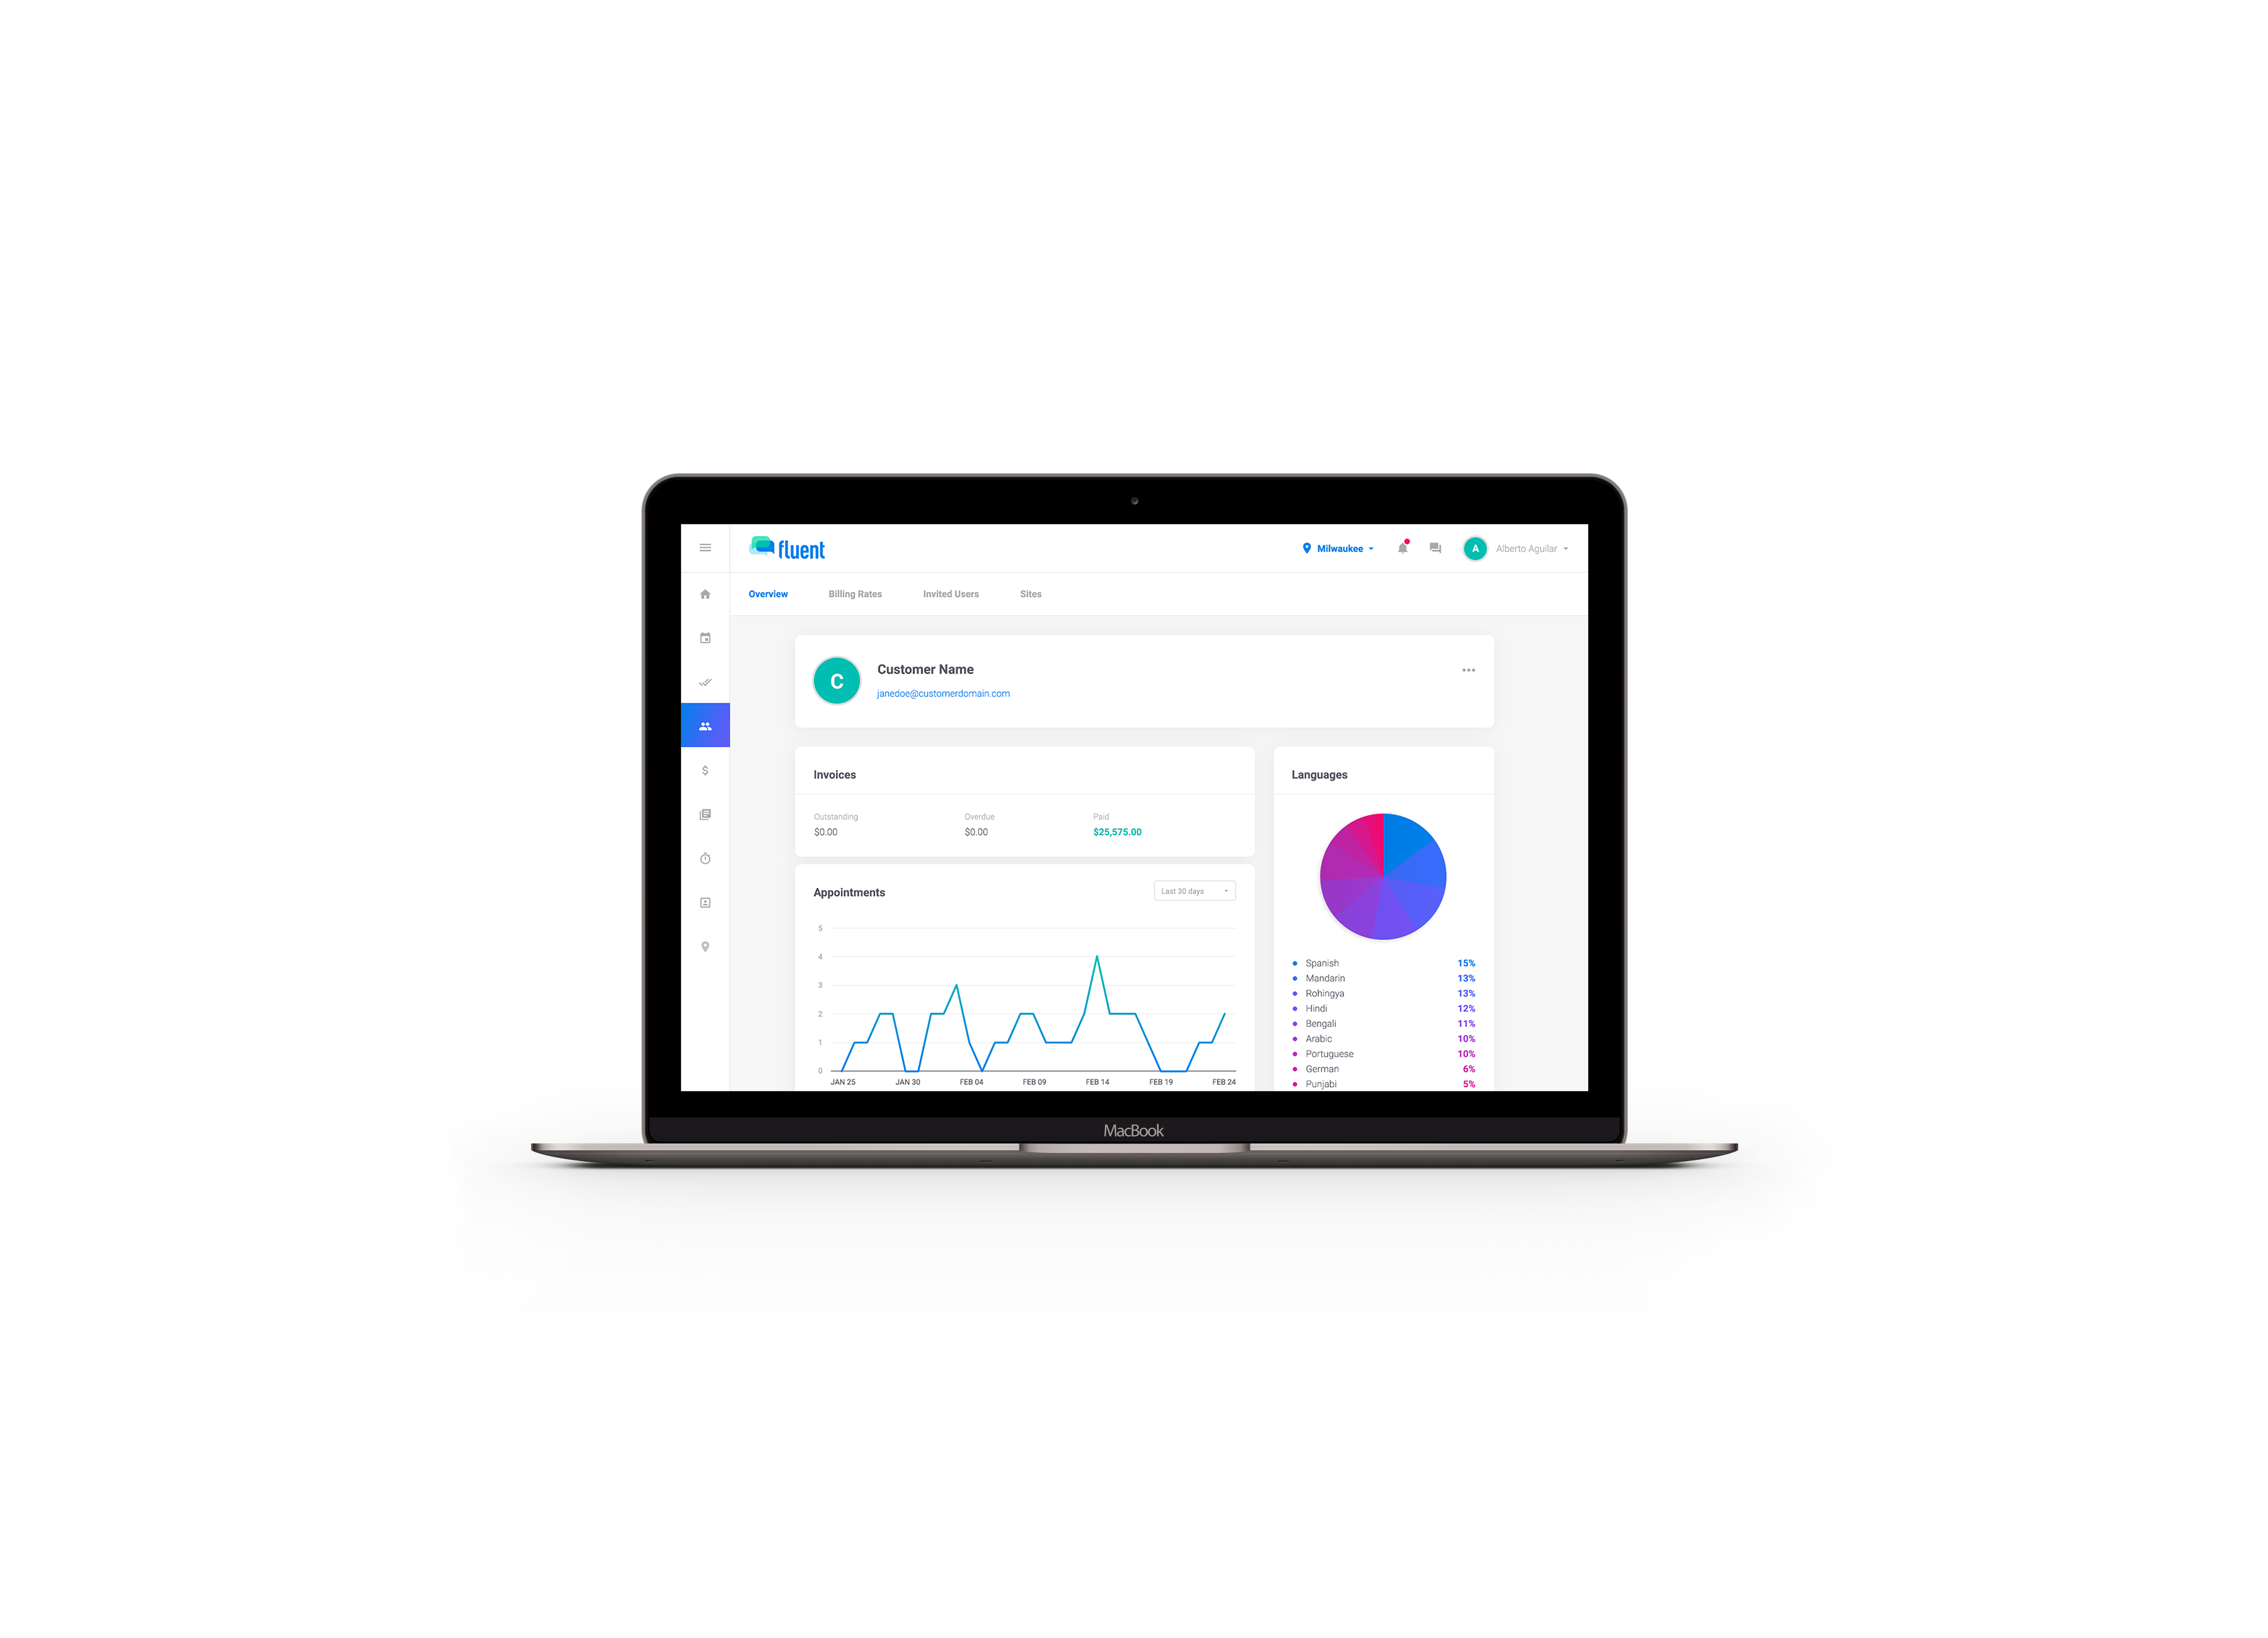 fluent
Milwaukee
A
Alberto Aguilar
Overview
Billing Rates
Invited Users
Sites
C
Customer Name
janedoe@customerdomain.com
Invoices
Outstanding
$0.00
Overdue
$0.00
Paid
$25,575.00
Appointments
Last 30 days
5
4
3
2
1
0
JAN 25
JAN 30
FEB 04
FEB 09
FEB 14
FEB 19
FEB 24
Languages
Spanish 15%
Mandarin 13%
Rohingya 13%
Hindi 12%
Bengali 11%
Arabic 10%
Portuguese 10%
German 6%
Punjabi 5%
MacBook